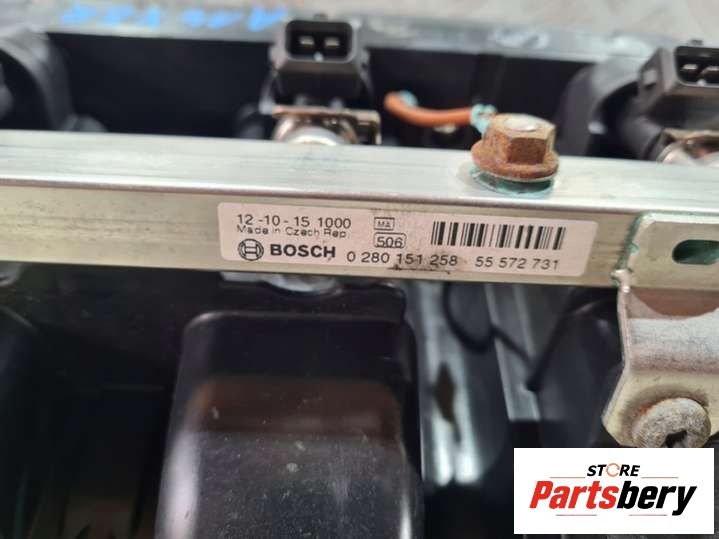 12 -10 - 15 1000 MA
Made in Czech Rep. 506
BOSCH 0 280 151 258 55 572 731
STORE
Partsbery